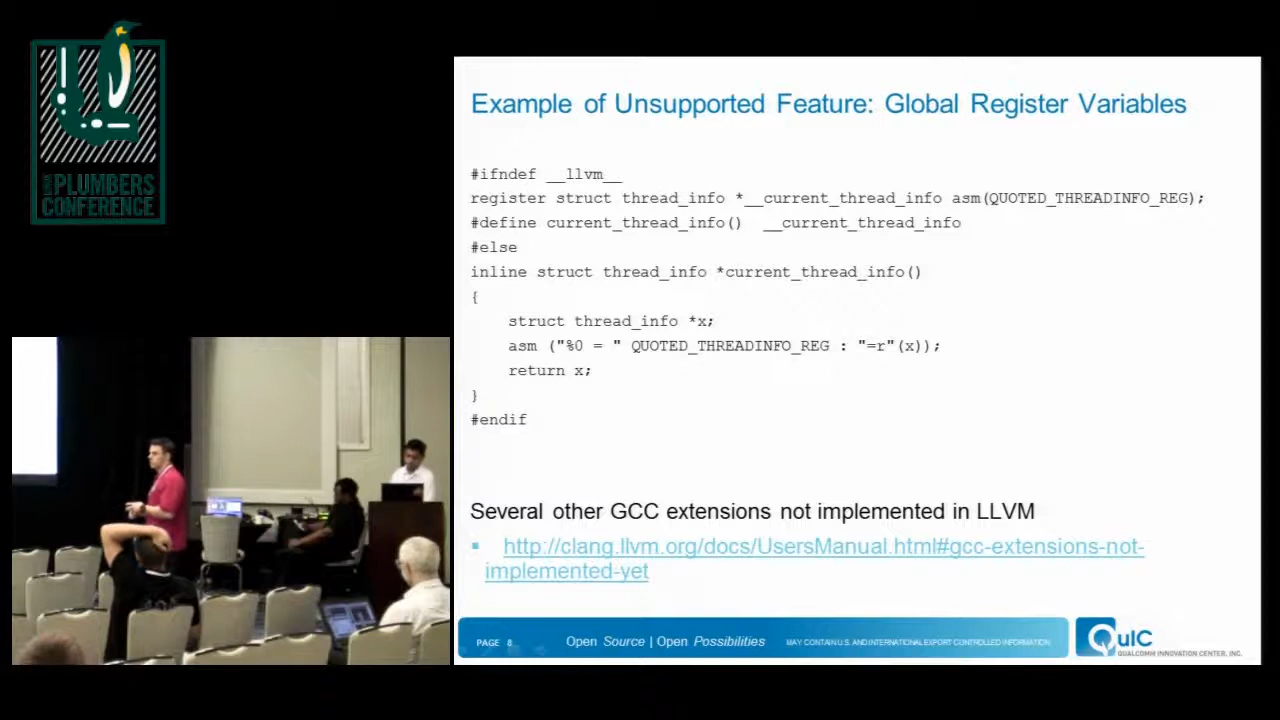 LINUX
PLUMBERS
CONFERENCE
Example of Unsupported Feature: Global Register Variables
#ifndef __llvm__
register struct thread_info *__current_thread_info asm(QUOTED_THREADINFO_REG);
#define current_thread_info()  __current_thread_info
#else
inline struct thread_info *current_thread_info()
{
    struct thread_info *x;
    asm ("%0 = " QUOTED_THREADINFO_REG : "=r"(x));
    return x;
}
#endif
Several other GCC extensions not implemented in LLVM
▪ http://clang.llvm.org/docs/UsersManual.html#gcc-extensions-not-
implemented-yet
PAGE 8 Open Source | Open Possibilities MAY CONTAIN U.S. AND INTERNATIONAL EXPORT CONTROLLED INFORMATION
QuIC
QUALCOMM INNOVATION CENTER, INC.